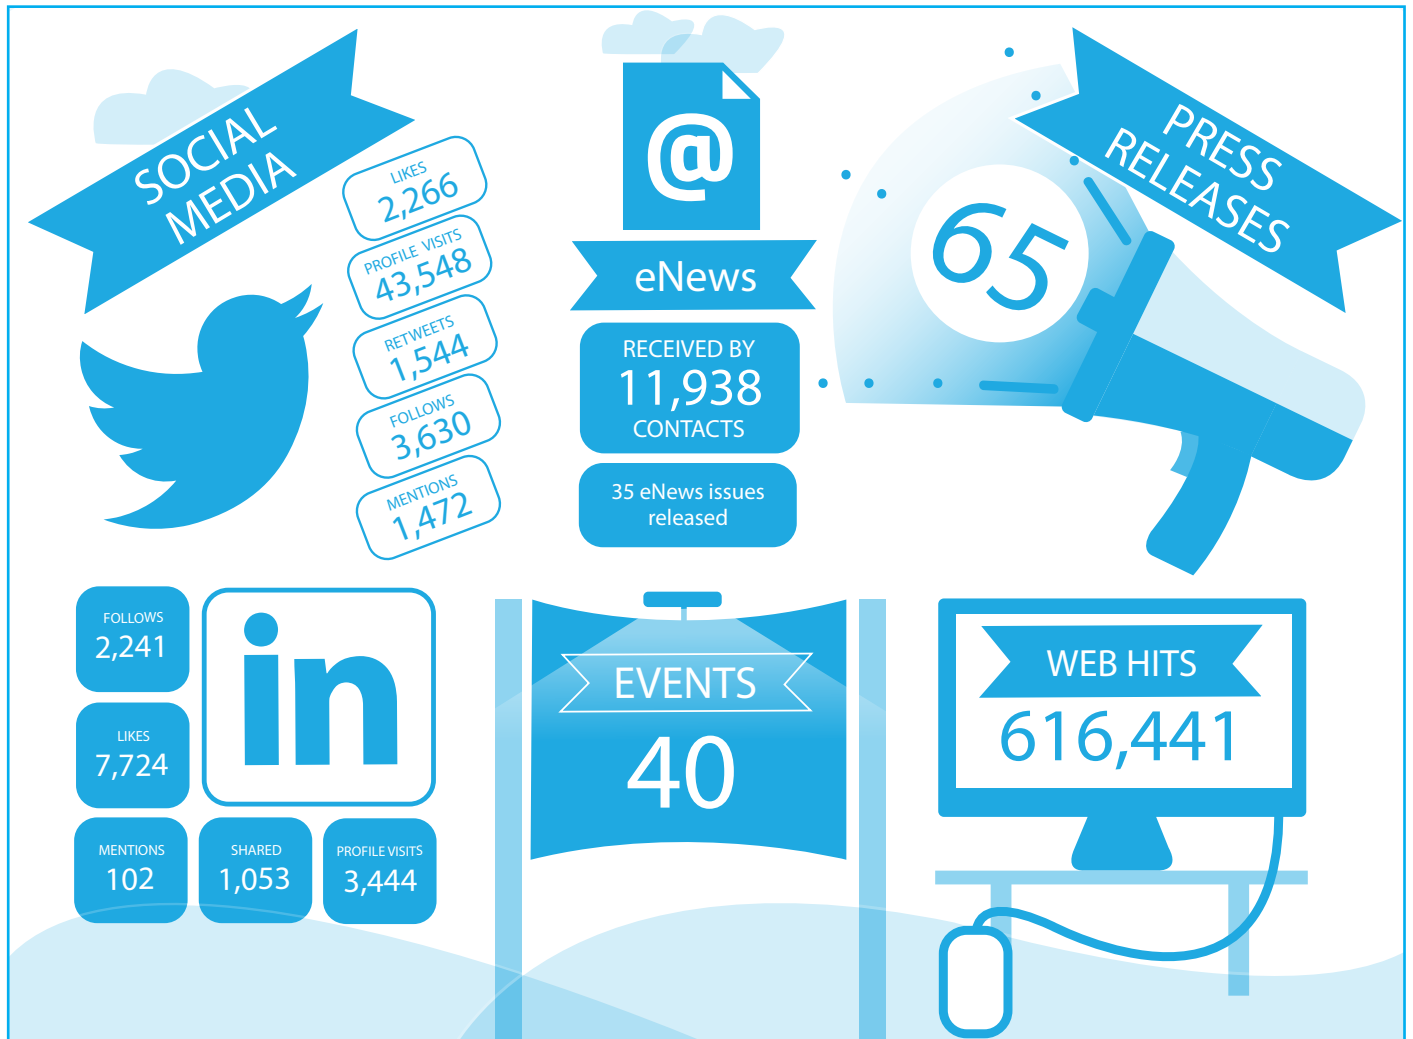 SOCIAL
MEDIA
LIKES
2,266
PROFILE VISITS
43,548
RETWEETS
1,544
FOLLOWS
3,630
MENTIONS
1,472
@
eNews
RECEIVED BY
11,938
CONTACTS
35 eNews issues
released
PRESS
RELEASES
65
FOLLOWS
2,241
LIKES
7,724
MENTIONS
102
SHARED
1,053
PROFILE VISITS
3,444
in
EVENTS
40
WEB HITS
616,441